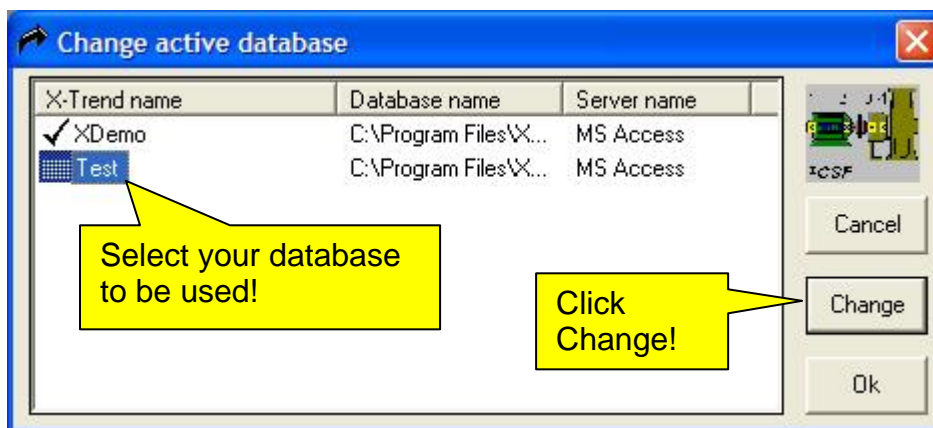 Change active database
X-Trend name Database name Server name
XDemo C:\Program Files\X... MS Access
Test C:\Program Files\X... MS Access
Select your database
to be used!
Click
Change!
Cancel
Change
Ok